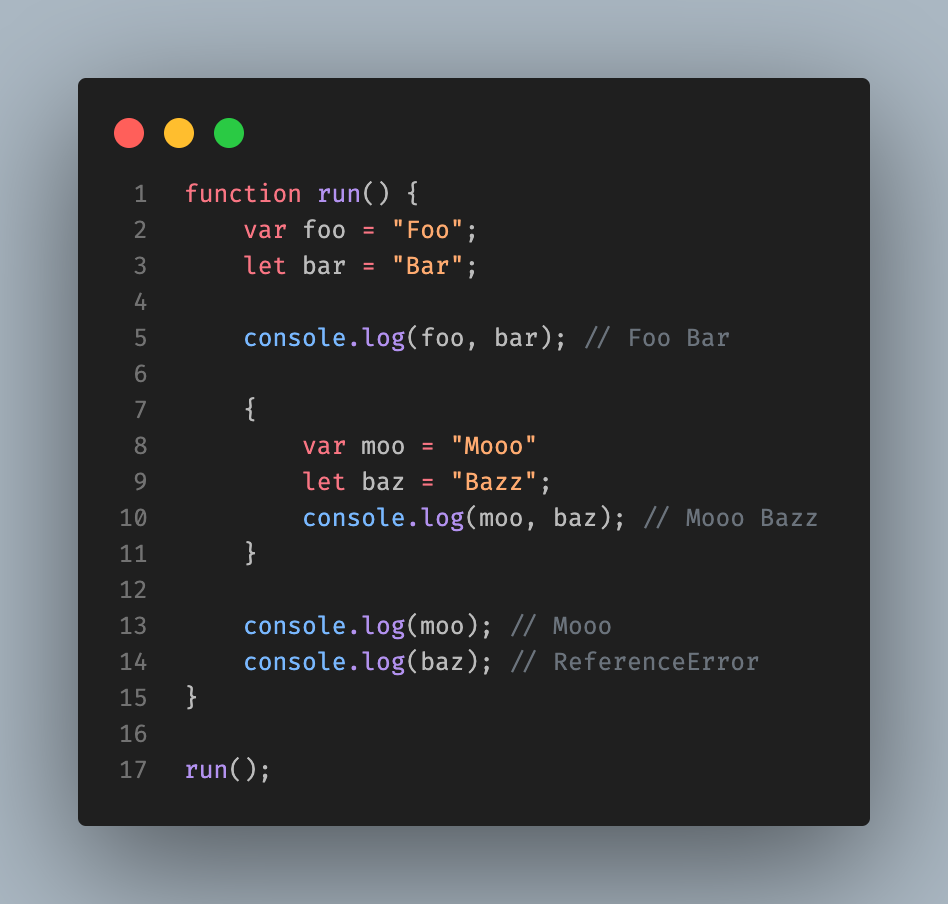 1 function run() {
2 var foo = "Foo";
3 let bar = "Bar";
4
5 console.log(foo, bar); // Foo Bar
6
7 {
8 var moo = "Mooo"
9 let baz = "Bazz";
10 console.log(moo, baz); // Mooo Bazz
11 }
12
13 console.log(moo); // Mooo
14 console.log(baz); // ReferenceError
15 }
16
17 run();